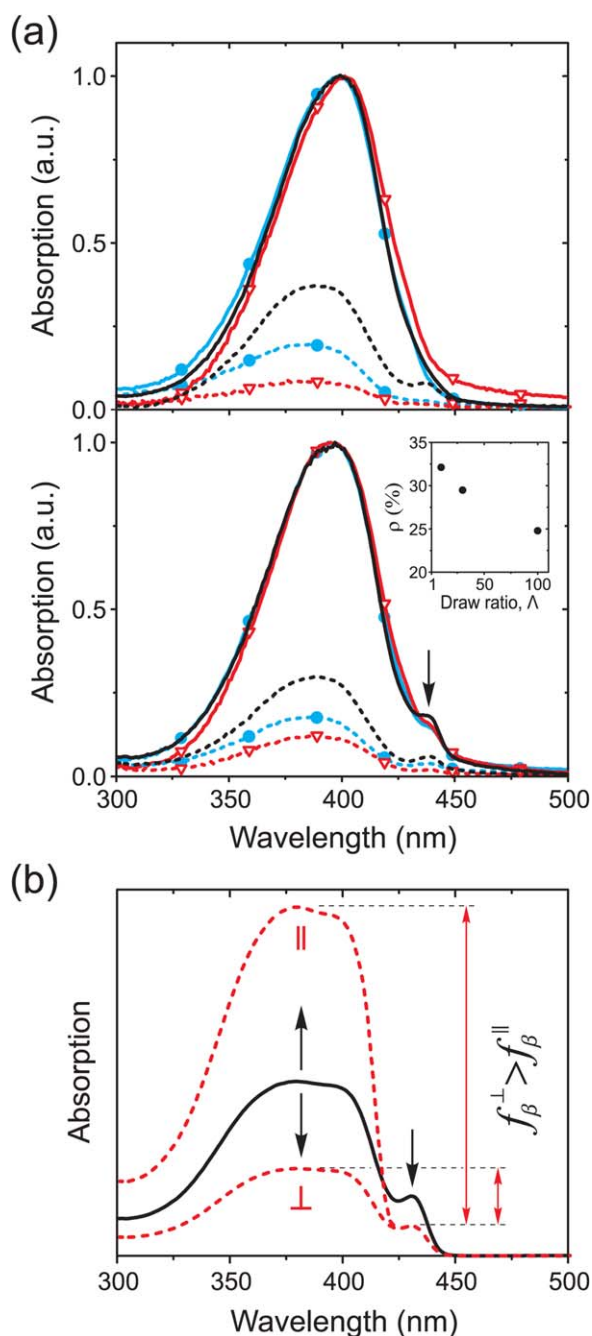 (a)
1.0
0.5
0.0
Absorption (a.u.)
1.0
0.5
0.0
Absorption (a.u.)
35
30
25
20
ρ (%)
1 50 100
Draw ratio, Λ
300 350 400 450 500
Wavelength (nm)
(b)
Absorption
||
⊥
f_β^⊥>f_β^||
300 350 400 450 500
Wavelength (nm)